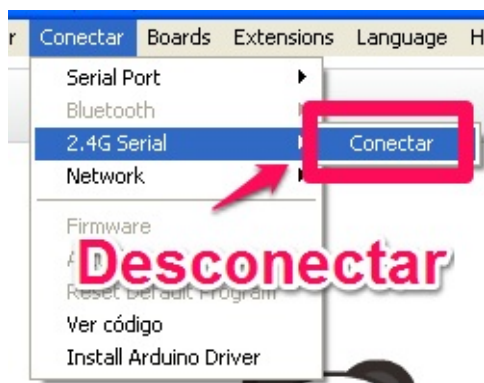 Conectar Boards Extensions Language
Serial Port
Bluetooth
2.4G Serial Conectar
Network
Firmware
Desconectar
Reset Default Program
Ver código
Install Arduino Driver